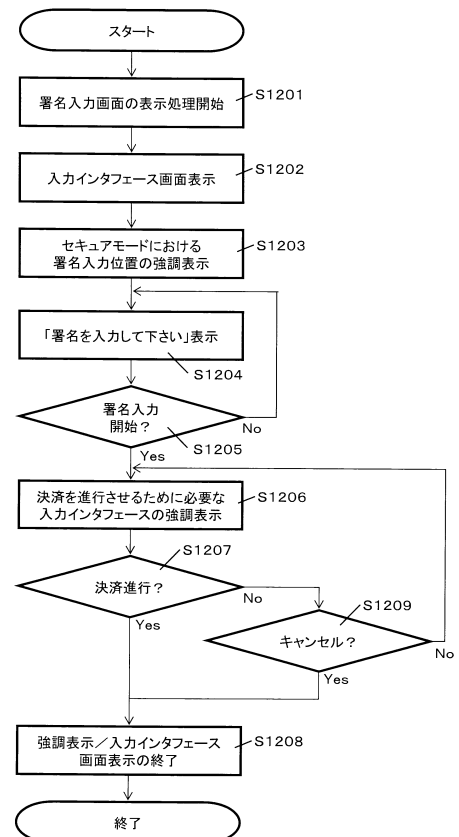 スタート
署名入力画面の表示処理開始
S1201
入力インタフェース画面表示
S1202
セキュアモードにおける
署名入力位置の強調表示
S1203
「署名を入力して下さい」表示
S1204
署名入力
開始？
S1205
No
Yes
決済を進行させるために必要な
入力インタフェースの強調表示
S1206
決済進行？
S1207
No
Yes
キャンセル？
S1209
No
Yes
強調表示／入力インタフェース
画面表示の終了
S1208
終了